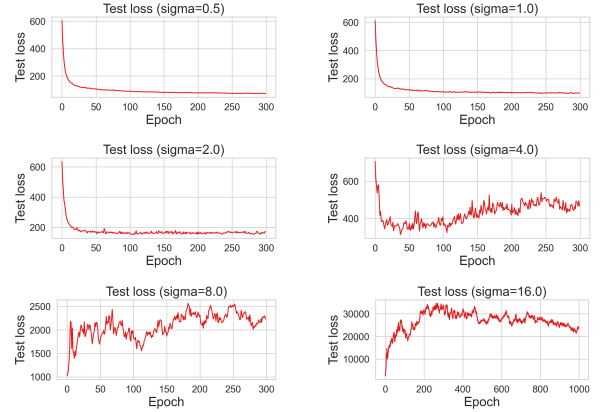 Test loss (sigma=0.5)
Test loss
600
400
200
0 50 100 150 200 250 300
Epoch
Test loss (sigma=1.0)
Test loss
600
400
200
0 50 100 150 200 250 300
Epoch
Test loss (sigma=2.0)
Test loss
600
400
200
0 50 100 150 200 250 300
Epoch
Test loss (sigma=4.0)
Test loss
600
400
0 50 100 150 200 250 300
Epoch
Test loss (sigma=8.0)
Test loss
2500
2000
1500
1000
0 50 100 150 200 250 300
Epoch
Test loss (sigma=16.0)
Test loss
30000
20000
10000
0 200 400 600 800 1000
Epoch